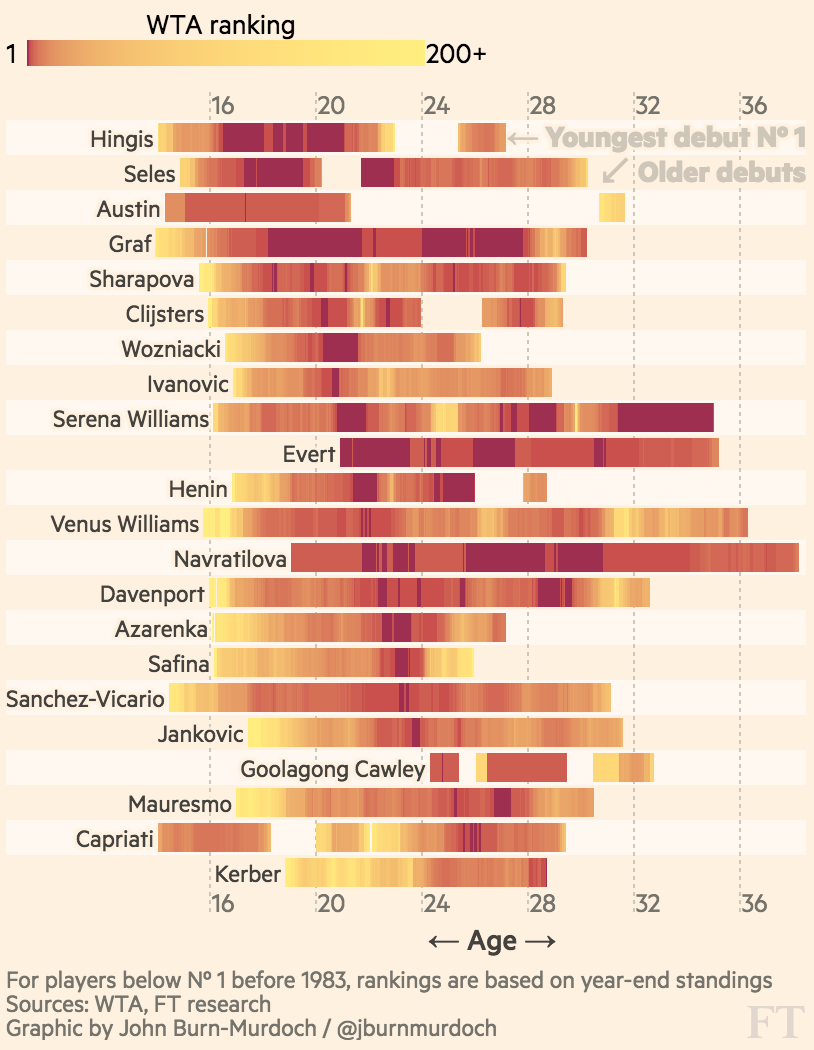 WTA ranking
1 200+
16 20 24 28 32 36
Hingis ← Youngest debut Nº 1
Seles ↙ Older debuts
Austin
Graf
Sharapova
Clijsters
Wozniacki
Ivanovic
Serena Williams
Evert
Henin
Venus Williams
Navratilova
Davenport
Azarenka
Safina
Sanchez-Vicario
Jankovic
Goolagong Cawley
Mauresmo
Capriati
Kerber
16 20 24 28 32 36
← Age →
For players below Nº 1 before 1983, rankings are based on year-end standings
Sources: WTA, FT research
Graphic by John Burn-Murdoch / @jburnmurdoch
FT